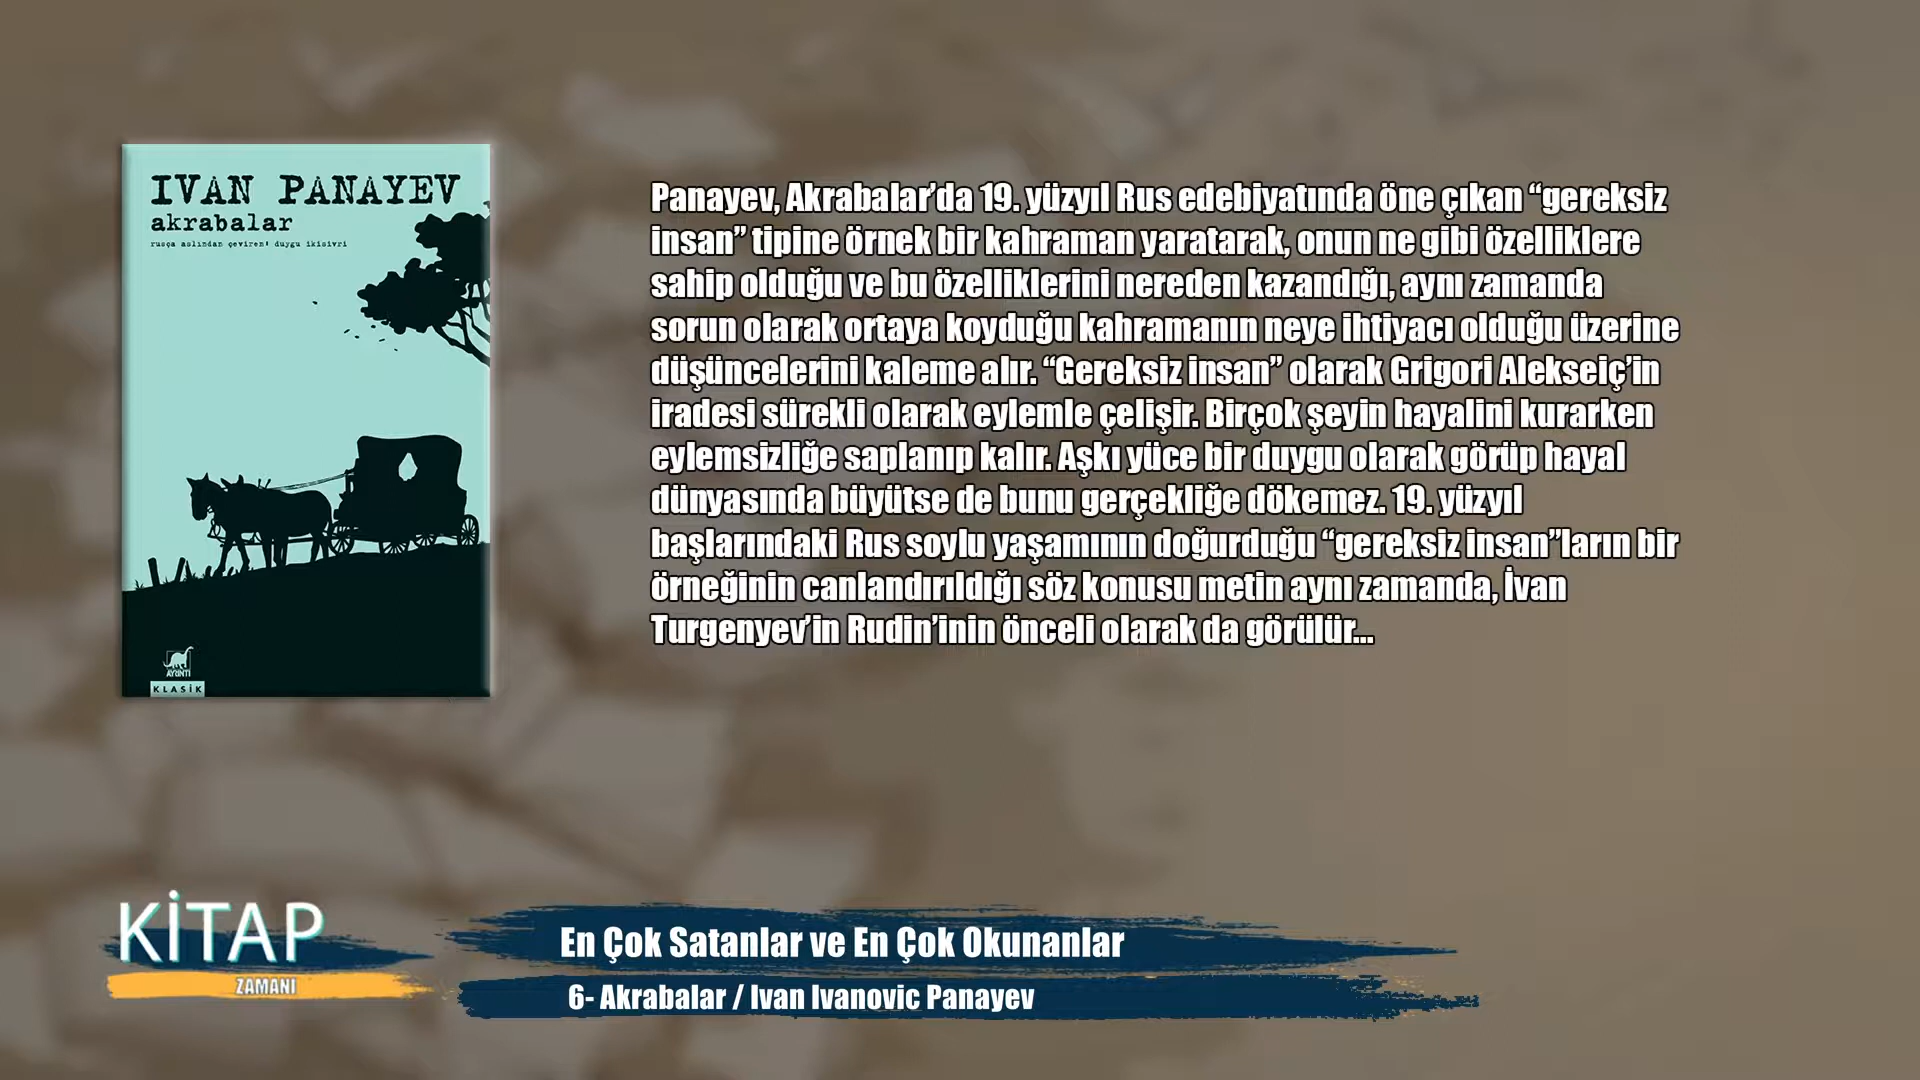 IVAN PANAYEV
akrabalar
rusça aslından çeviren: duygu ikisivri
AYRINTI
KLASİK
Panayev, Akrabalar’da 19. yüzyıl Rus edebiyatında öne çıkan “gereksiz
insan” tipine örnek bir kahraman yaratarak, onun ne gibi özelliklere
sahip olduğu ve bu özelliklerini nereden kazandığı, aynı zamanda
sorun olarak ortaya koyduğu kahramanın neye ihtiyacı olduğu üzerine
düşüncelerini kaleme alır. “Gereksiz insan” olarak Grigori Alekseiç’in
iradesi sürekli olarak eylemle çelişir. Birçok şeyin hayalini kurarken
eylemsizliğe saplanıp kalır. Aşkı yüce bir duygu olarak görüp hayal
dünyasında büyütse de bunu gerçekliğe dökemez. 19. yüzyıl
başlarındaki Rus soylu yaşamının doğurduğu “gereksiz insan”ların bir
örneğinin canlandırıldığı söz konusu metin aynı zamanda, İvan
Turgenyev’in Rudin’inin önceli olarak da görülür...
KİTAP
ZAMANI
En Çok Satanlar ve En Çok Okunanlar
6- Akrabalar / Ivan Ivanovic Panayev